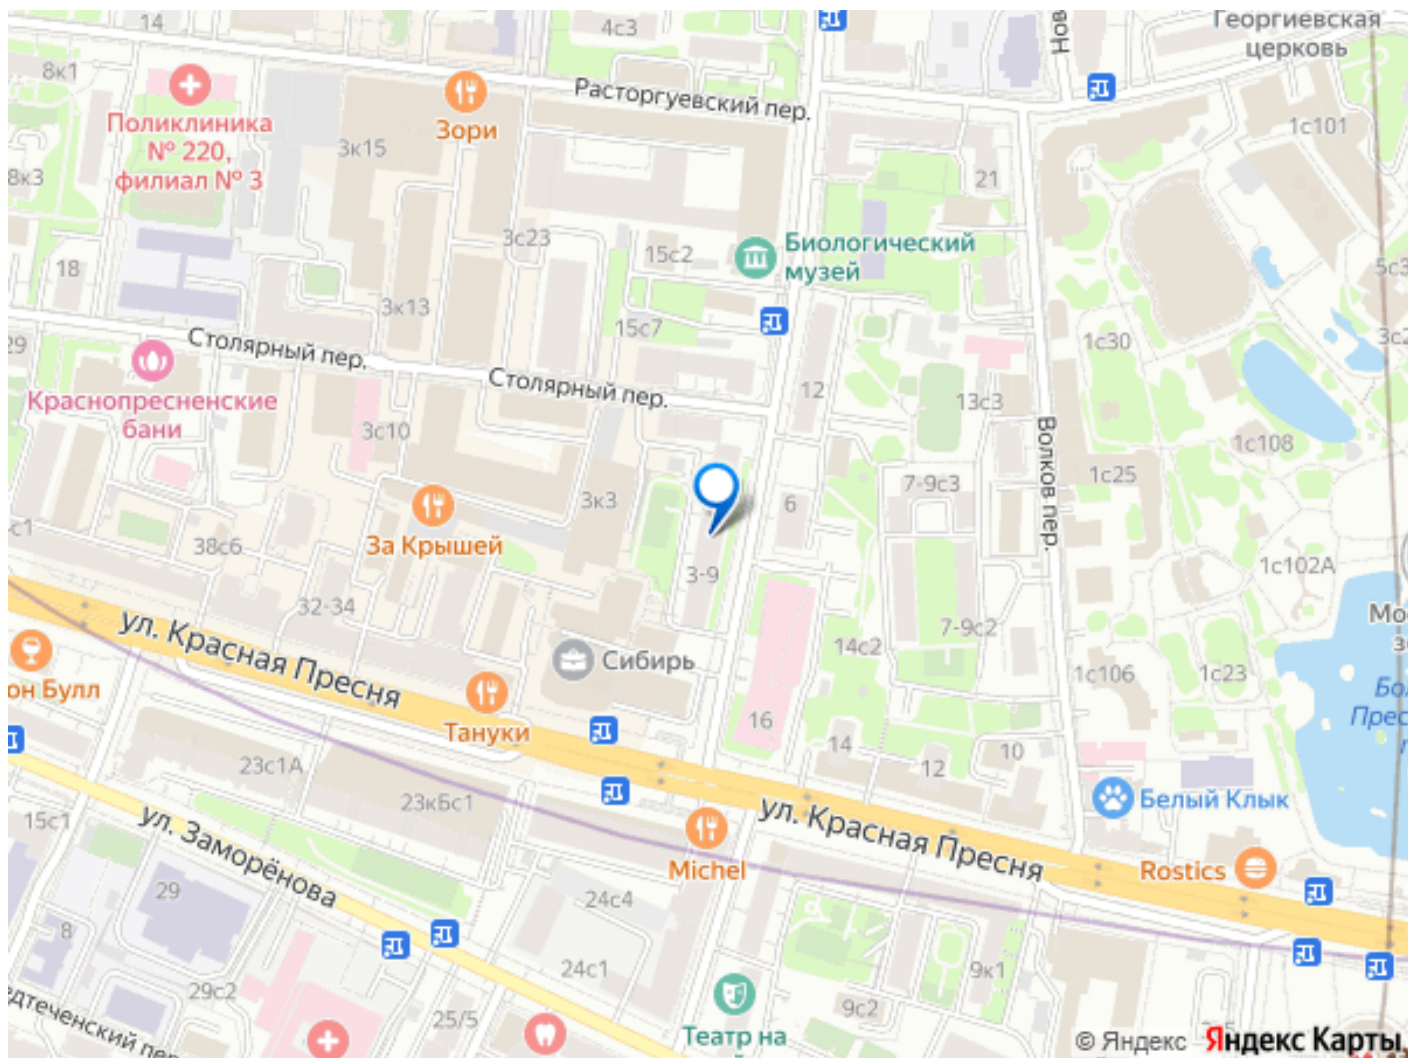 14
4с3
Георгиевская
церковь
8к1
Расторгуевский пер.
Зори
Поликлиника
№ 220,
филиал № 3
3к15
1с101
8к3
21
3с23
15с2
Биологический
музей
18
3к13
15с7
5с3
29
Столярный пер.
Столярный пер.
1с30
3с2
12
13с3
Краснопресненские
бани
3с10
Волков пер.
1с108
1с25
7-9с3
3к3
6
38с6
За Крышей
3-9
1с102А
32-34
ул. Красная Пресня
Сибирь
14с2
7-9с2
1с106
1с23
16
14
12
10
Тануки
23с1А
23кБс1
15с1
ул. Заморёнова
ул. Красная Пресня
Белый Клык
Michel
Rostics
29
24с4
8
24с1
9к1
29с2
25/5
9с2
Театр на
© Яндекс Яндекс Карты